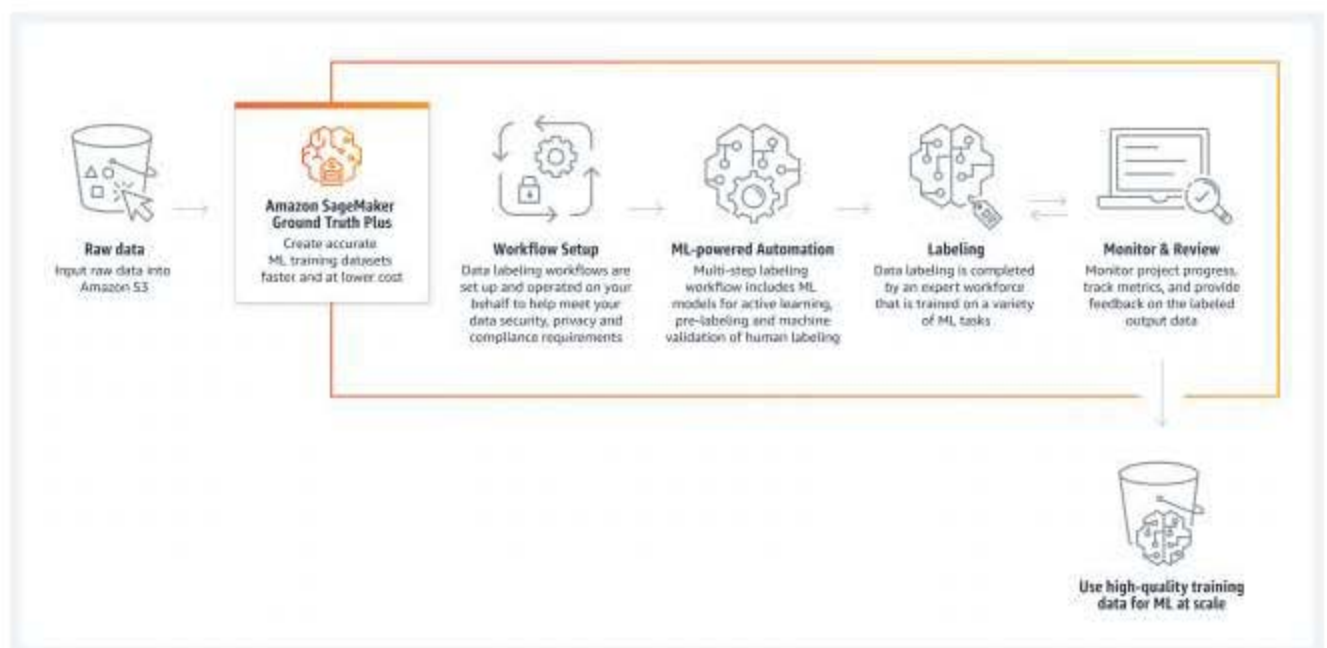 Raw data
Input raw data into
Amazon S3
Amazon SageMaker
Ground Truth Plus
Create accurate
ML training datasets
faster and at lower cost
Workflow Setup
Data labeling workflows are
set up and operated on your
behalf to help meet your
data security, privacy and
compliance requirements
ML-powered Automation
Multi-step labeling
workflow includes ML
models for active learning,
pre-labeling and machine
validation of human labeling
Labeling
Data labeling is completed
by an expert workforce
that is trained on a variety
of ML tasks
Monitor & Review
Monitor project progress,
track metrics, and provide
feedback on the labeled
output data
Use high-quality training
data for ML at scale